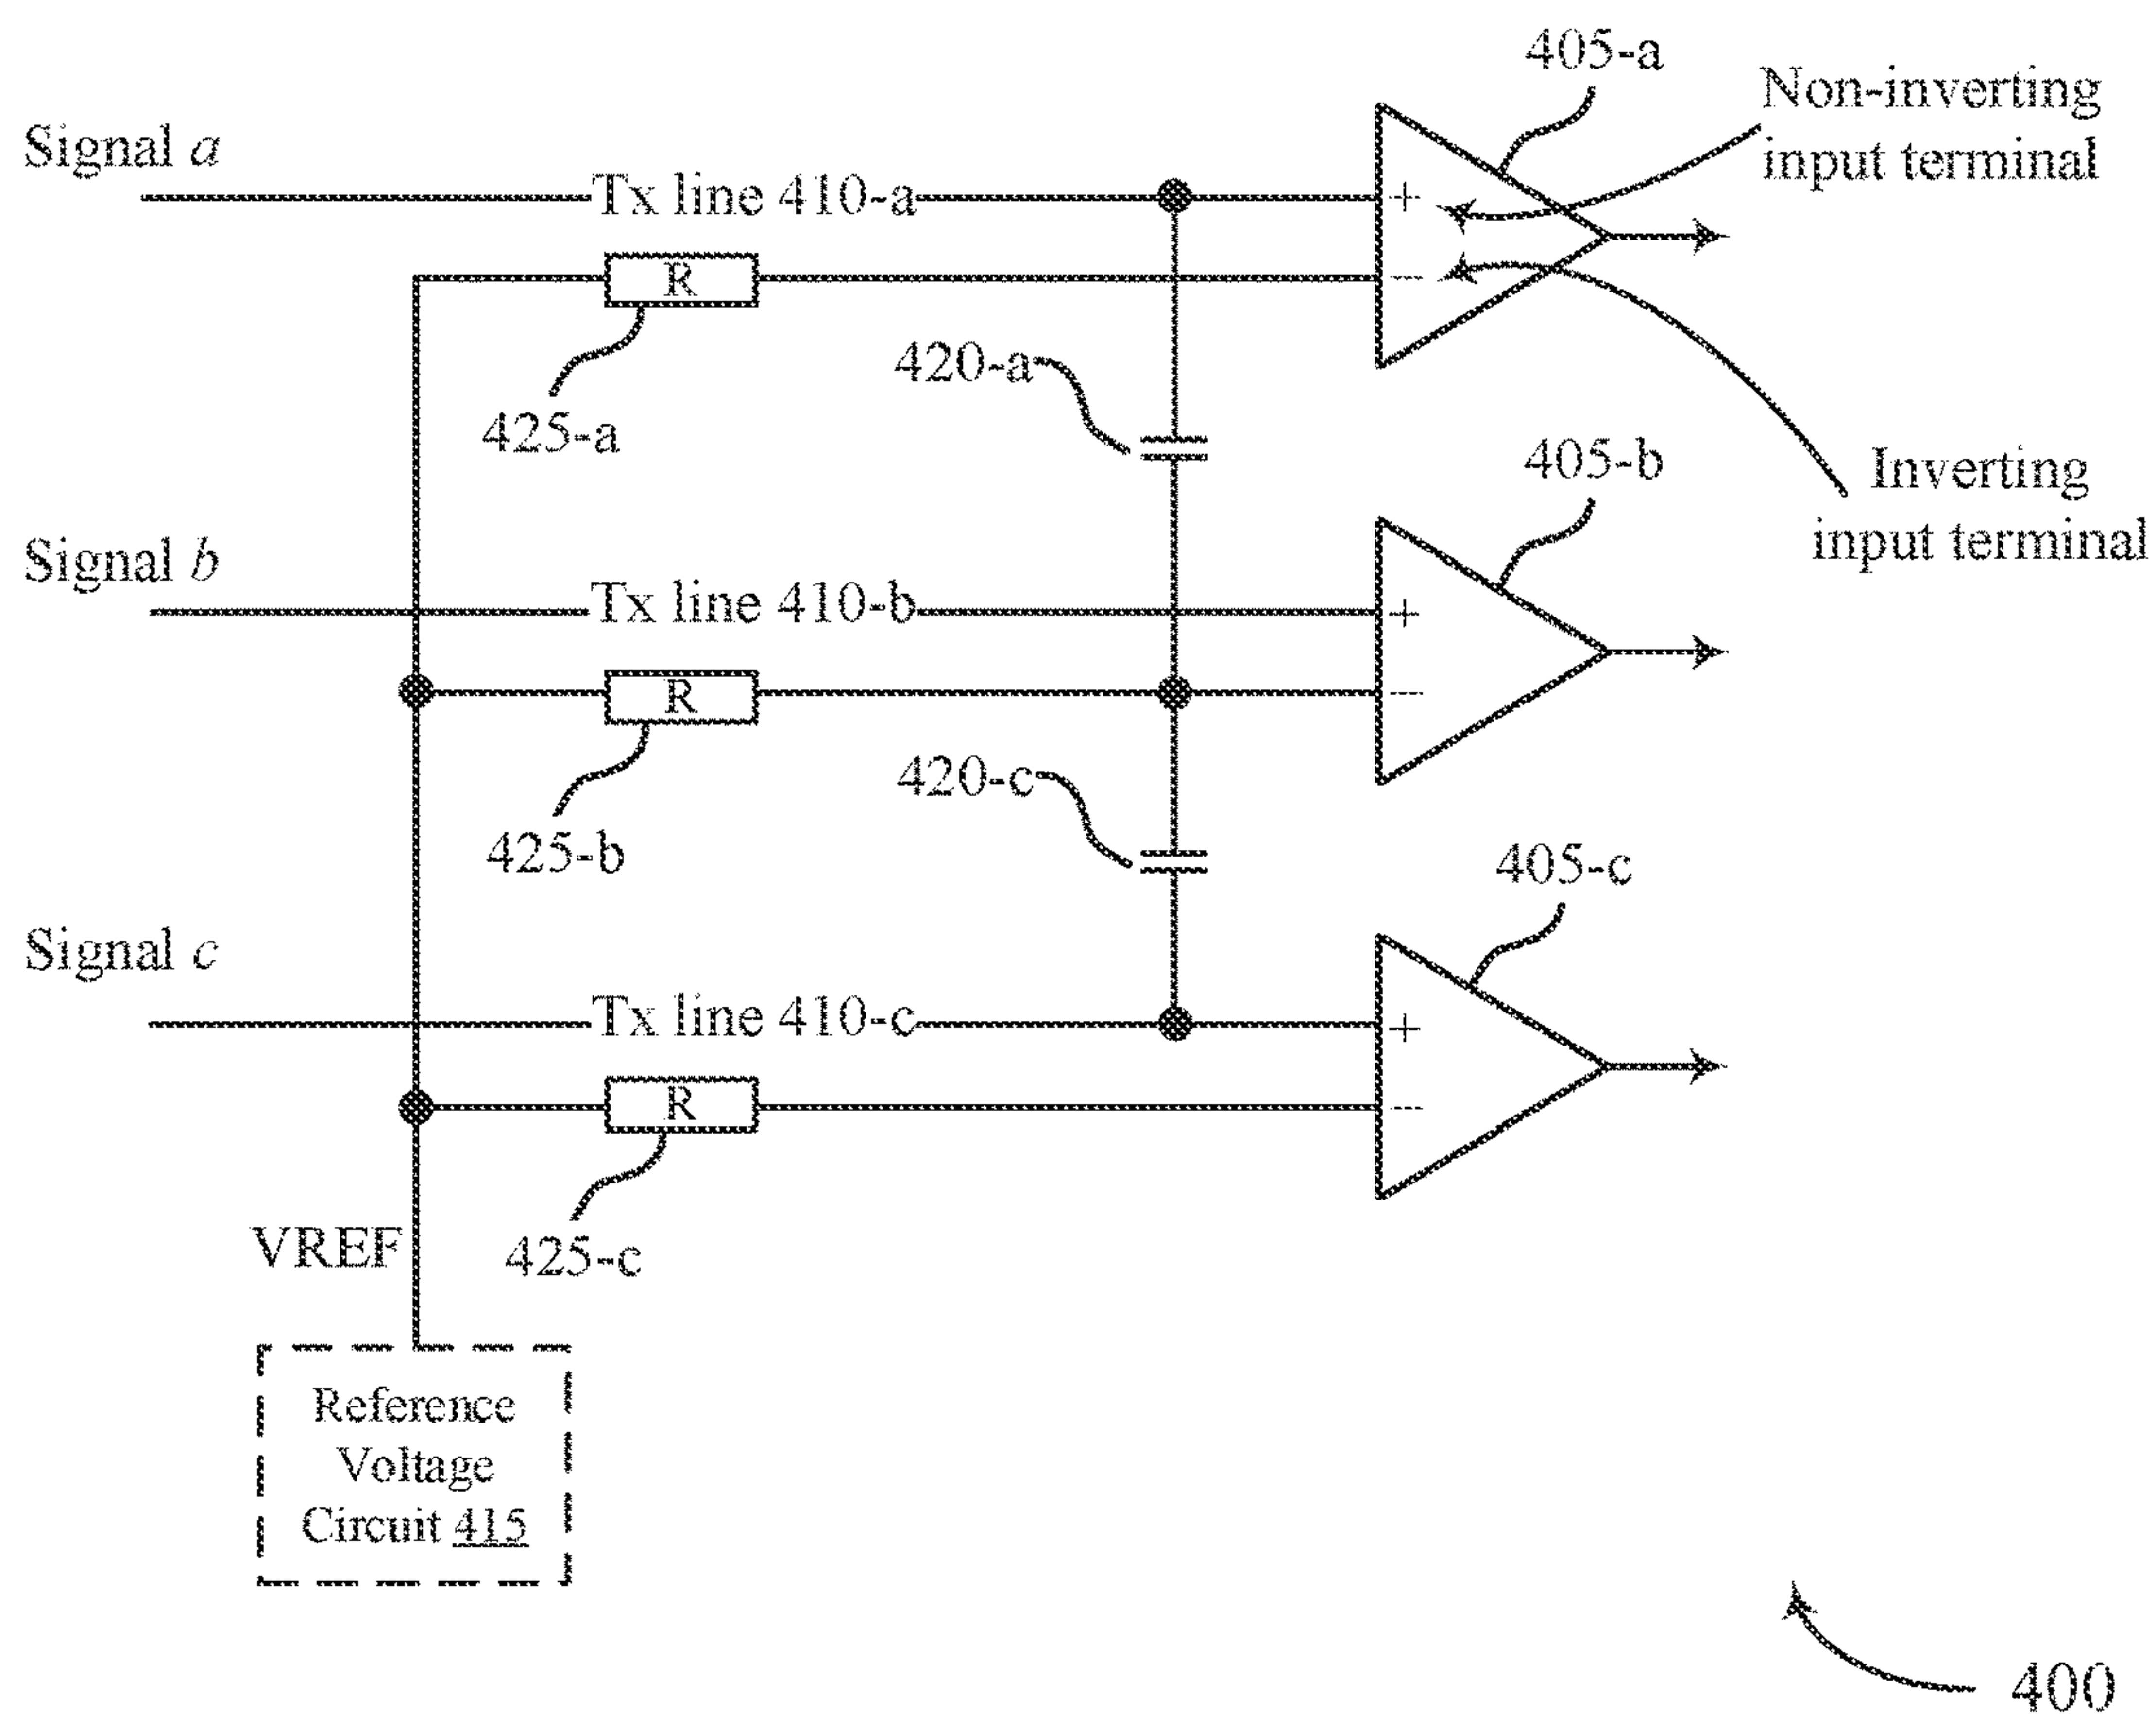 405-a
Non-inverting
input terminal
Signal a
Tx line 410-a
+
R
--
420-a
425-a
405-b
Inverting
input terminal
Signal b
Tx line 410-b
+
R
---
420-c
425-b
405-c
Signal c
Tx line 410-c
+
R
---
VREF
425-c
Reference
Voltage
Circuit 415
400